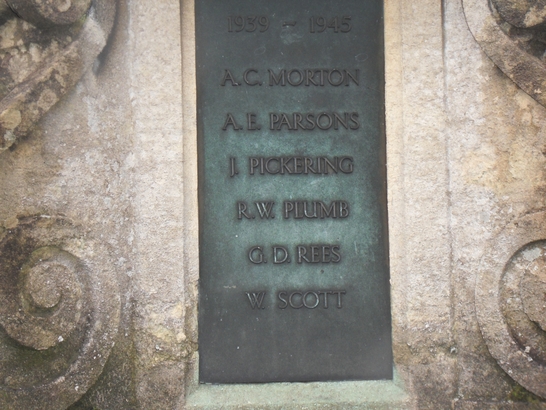 1939 - 1945
A.C. MORTON
A.E. PARSONS
J. PICKERING
R.W. PLUMB
G.D. REES
W. SCOTT